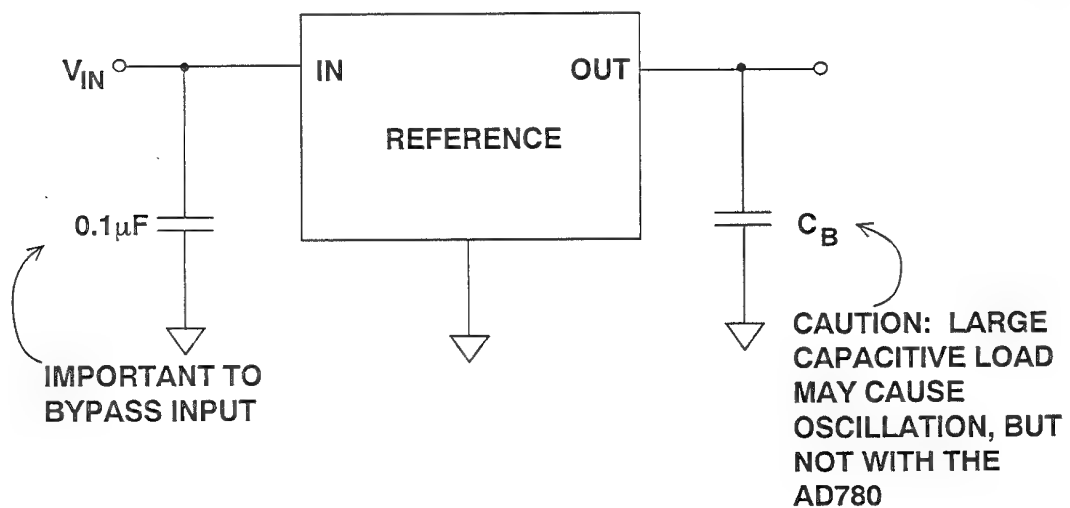 V_IN
IN
OUT
REFERENCE
0.1µF
C_B
IMPORTANT TO
BYPASS INPUT
CAUTION: LARGE
CAPACITIVE LOAD
MAY CAUSE
OSCILLATION, BUT
NOT WITH THE
AD780